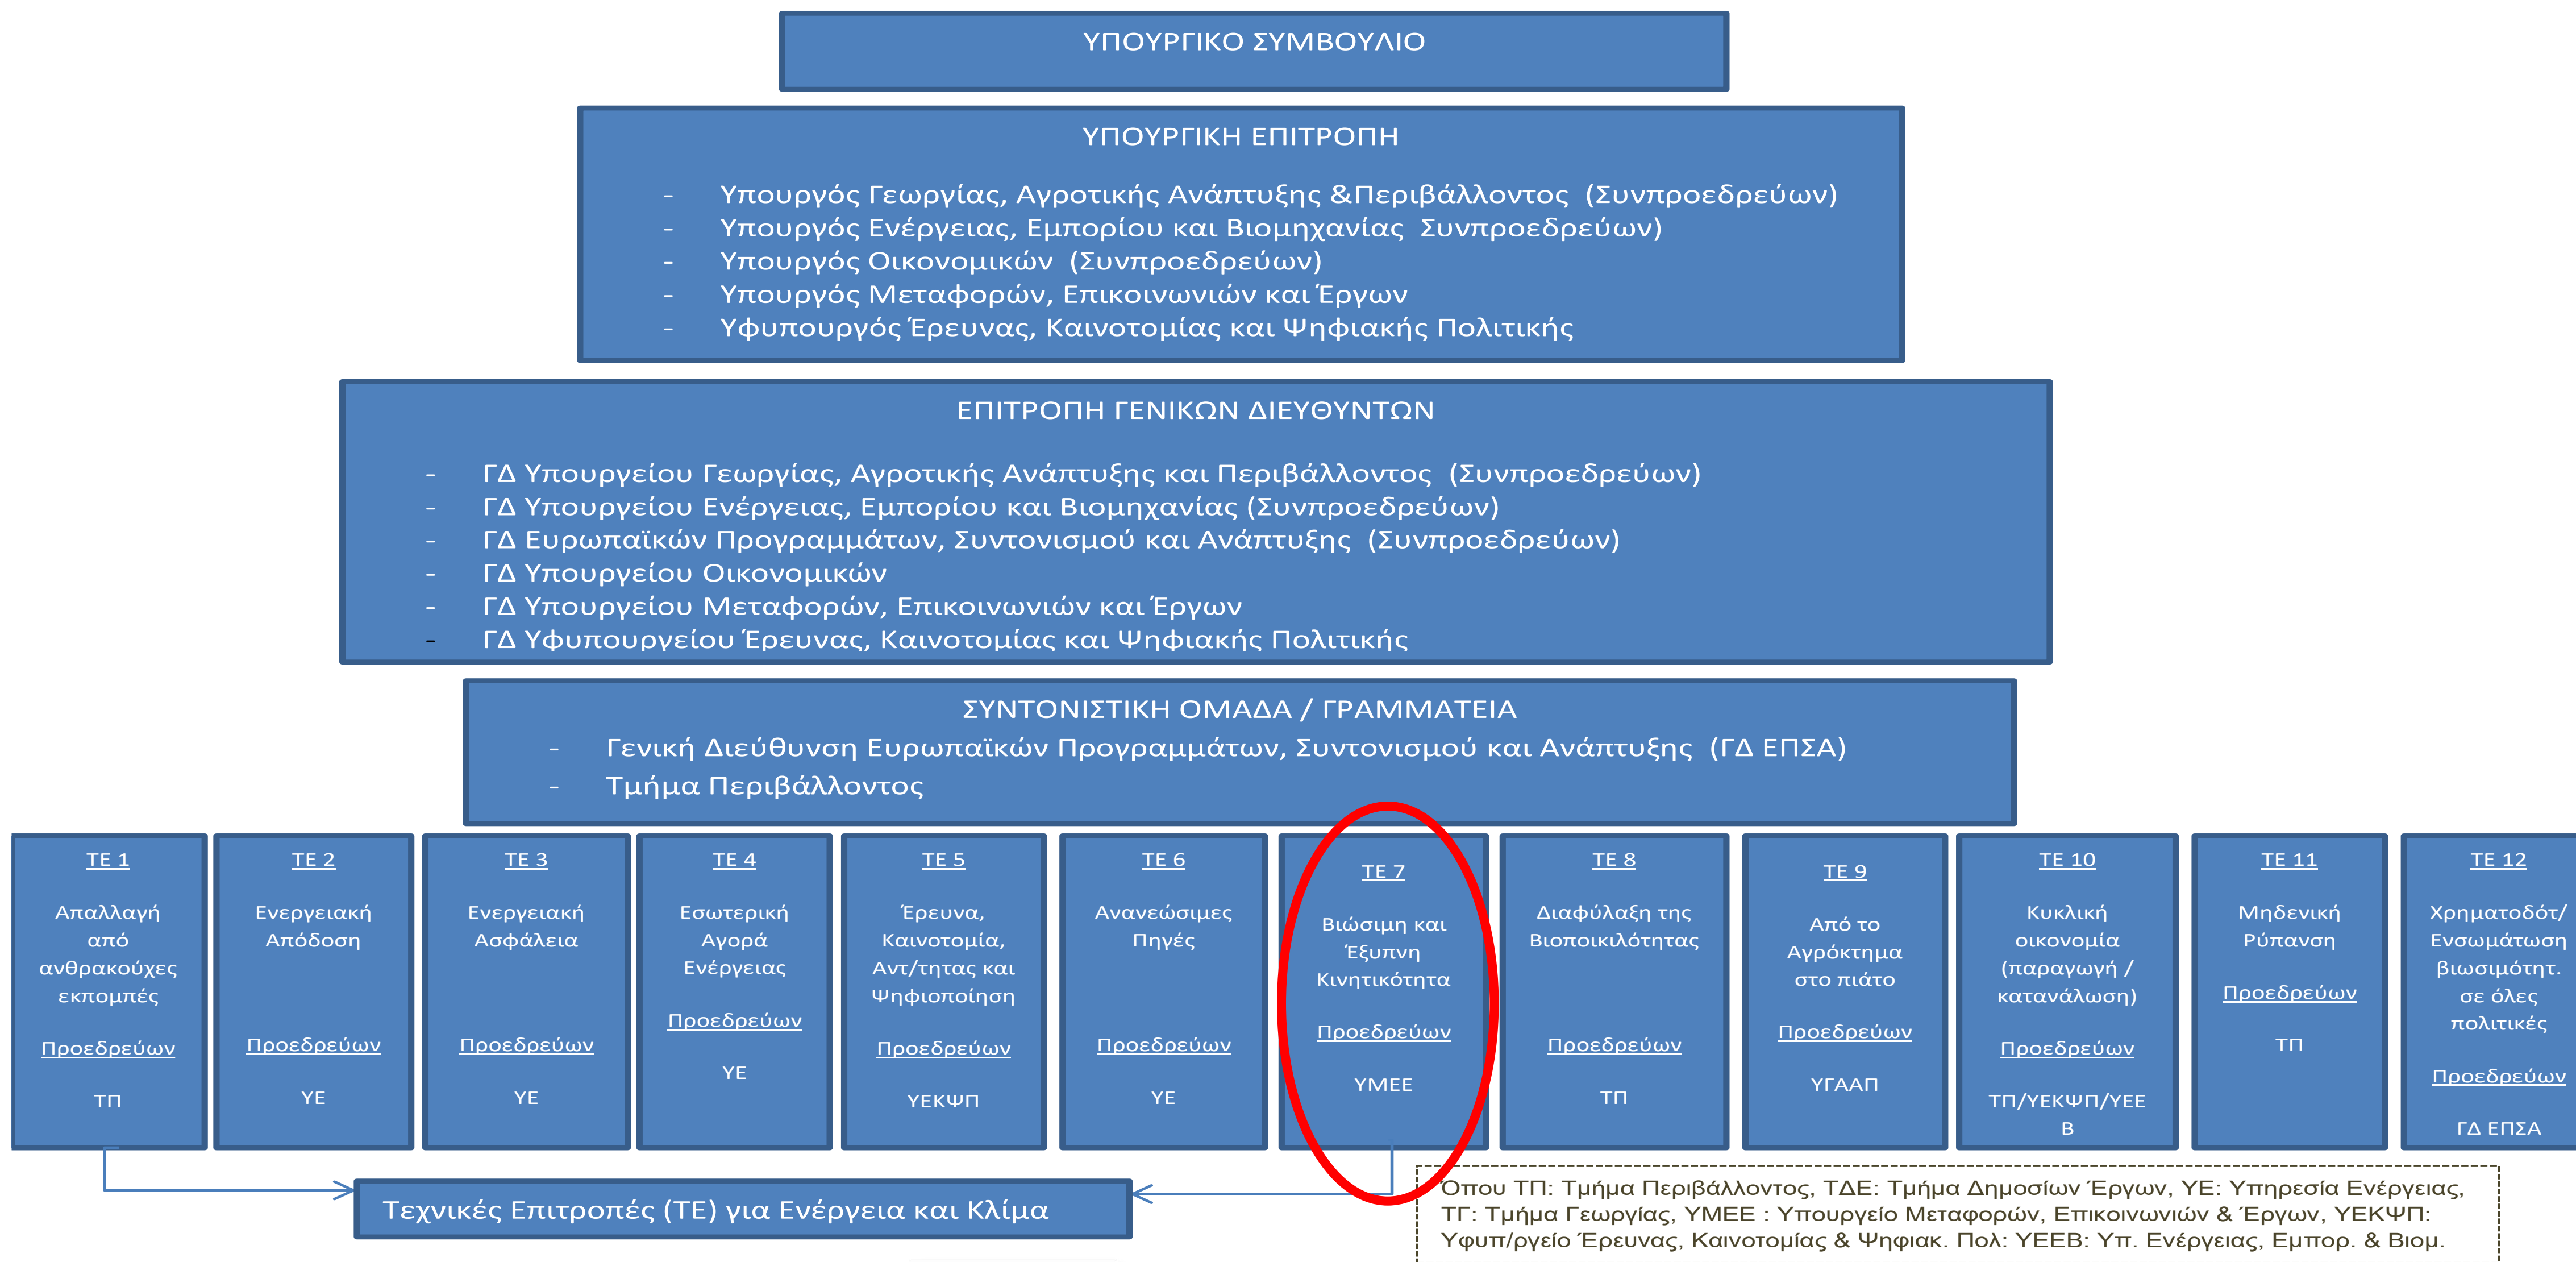 ΥΠΟΥΡΓΙΚΟ ΣΥΜΒΟΥΛΙΟ
ΥΠΟΥΡΓΙΚΗ ΕΠΙΤΡΟΠΗ
- Υπουργός Γεωργίας, Αγροτικής Ανάπτυξης &Περιβάλλοντος (Συνπροεδρεύων)
- Υπουργός Ενέργειας, Εμπορίου και Βιομηχανίας Συνπροεδρεύων)
- Υπουργός Οικονομικών (Συνπροεδρεύων)
- Υπουργός Μεταφορών, Επικοινωνιών και Έργων
- Υφυπουργός Έρευνας, Καινοτομίας και Ψηφιακής Πολιτικής
ΕΠΙΤΡΟΠΗ ΓΕΝΙΚΩΝ ΔΙΕΥΘΥΝΤΩΝ
- ΓΔ Υπουργείου Γεωργίας, Αγροτικής Ανάπτυξης και Περιβάλλοντος (Συνπροεδρεύων)
- ΓΔ Υπουργείου Ενέργειας, Εμπορίου και Βιομηχανίας (Συνπροεδρεύων)
- ΓΔ Ευρωπαϊκών Προγραμμάτων, Συντονισμού και Ανάπτυξης (Συνπροεδρεύων)
- ΓΔ Υπουργείου Οικονομικών
- ΓΔ Υπουργείου Μεταφορών, Επικοινωνιών και Έργων
- ΓΔ Υφυπουργείου Έρευνας, Καινοτομίας και Ψηφιακής Πολιτικής
ΣΥΝΤΟΝΙΣΤΙΚΗ ΟΜΑΔΑ / ΓΡΑΜΜΑΤΕΙΑ
- Γενική Διεύθυνση Ευρωπαϊκών Προγραμμάτων, Συντονισμού και Ανάπτυξης (ΓΔ ΕΠΣΑ)
- Τμήμα Περιβάλλοντος
ΤΕ 1
Απαλλαγή
από
ανθρακούχες
εκπομπές
Προεδρεύων
ΤΠ
ΤΕ 2
Ενεργειακή
Απόδοση
Προεδρεύων
ΥΕ
ΤΕ 3
Ενεργειακή
Ασφάλεια
Προεδρεύων
ΥΕ
ΤΕ 4
Εσωτερική
Αγορά
Ενέργειας
Προεδρεύων
ΥΕ
ΤΕ 5
Έρευνα,
Καινοτομία,
Αντ/τητας και
Ψηφιοποίηση
Προεδρεύων
ΥΕΚΨΠ
ΤΕ 6
Ανανεώσιμες
Πηγές
Προεδρεύων
ΥΕ
ΤΕ 7
Βιώσιμη και
Έξυπνη
Κινητικότητα
Προεδρεύων
ΥΜΕΕ
ΤΕ 8
Διαφύλαξη της
Βιοποικιλότητας
Προεδρεύων
ΤΠ
ΤΕ 9
Από το
Αγρόκτημα
στο πιάτο
Προεδρεύων
ΥΓΑΑΠ
ΤΕ 10
Κυκλική
οικονομία
(παραγωγή /
κατανάλωση)
Προεδρεύων
ΤΠ/ΥΕΚΨΠ/ΥΕΕ
Β
ΤΕ 11
Μηδενική
Ρύπανση
Προεδρεύων
ΤΠ
ΤΕ 12
Χρηματοδότ/
Ενσωμάτωση
βιωσιμότητ.
σε όλες
πολιτικές
Προεδρεύων
ΓΔ ΕΠΣΑ
Τεχνικές Επιτροπές (ΤΕ) για Ενέργεια και Κλίμα
Όπου ΤΠ: Τμήμα Περιβάλλοντος, ΤΔΕ: Τμήμα Δημοσίων Έργων, ΥΕ: Υπηρεσία Ενέργειας,
ΤΓ: Τμήμα Γεωργίας, ΥΜΕΕ : Υπουργείο Μεταφορών, Επικοινωνιών & Έργων, ΥΕΚΨΠ:
Υφυπ/ργείο Έρευνας, Καινοτομίας & Ψηφιακ. Πολ: ΥΕΕΒ: Υπ. Ενέργειας, Εμπορ. & Βιομ.